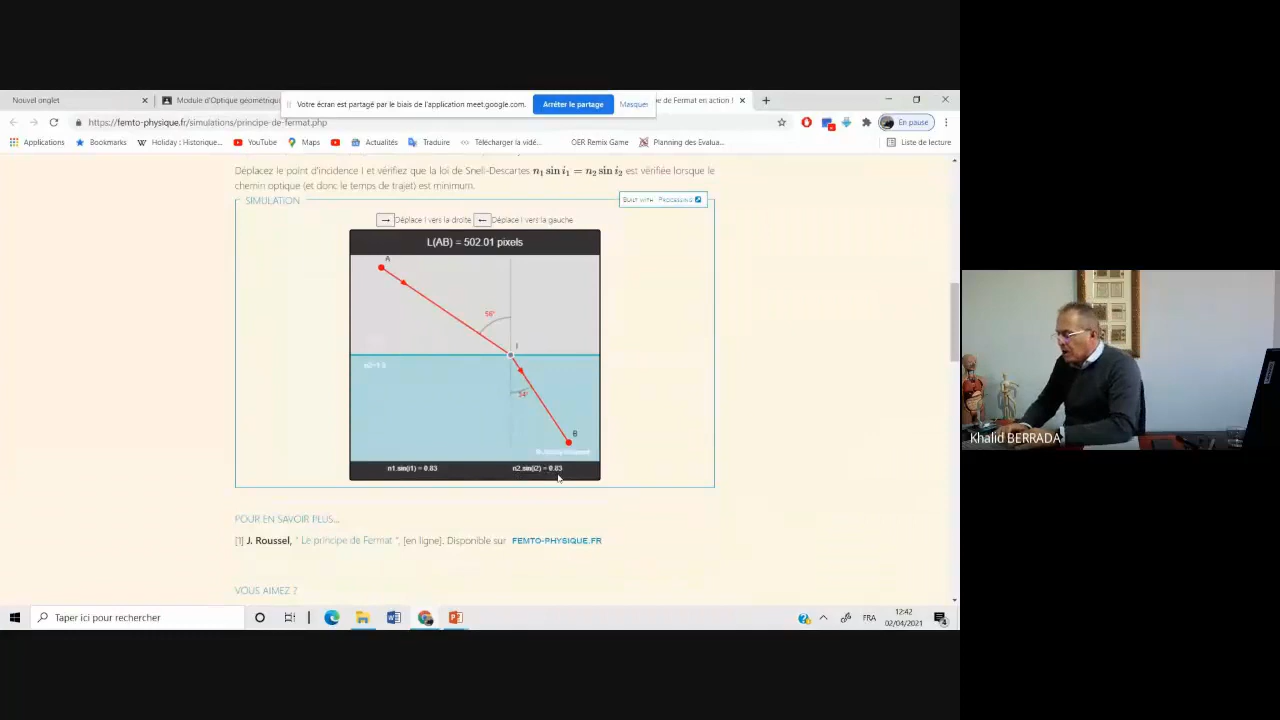 Nouvel onglet
Module d'Optique géométriqu
Votre écran est partagé par le biais de l'application meet.google.com.
Arrêter le partage
Masquer
e de Fermat en action !
https://femto-physique.fr/simulations/principe-de-fermat.php
En pause
Applications
Bookmarks
Holiday : Historique...
YouTube
Maps
Actualités
Traduire
Télécharger la vidé...
OER Remix Game
Planning des Evalua...
Liste de lecture
Déplacez le point d'incidence I et vérifiez que la loi de Snell-Descartes n₁ sin i₁ = n₂ sin i₂ est vérifiée lorsque le
chemin optique (et donc le temps de trajet) est minimum.
SIMULATION
BUILT WITH PROCESSING
→ Déplace I vers la droite ← Déplace I vers la gauche
L(AB) = 502.01 pixels
A
56°
I
34°
B
n1.sin(i1) = 0.83
n2.sin(i2) = 0.83
POUR EN SAVOIR PLUS...
[1] J. Roussel, " Le principe de Fermat ", [en ligne]. Disponible sur FEMTO-PHYSIQUE.FR
VOUS AIMEZ ?
Khalid BERRADA
Taper ici pour rechercher
FRA
12:42
02/04/2021
4